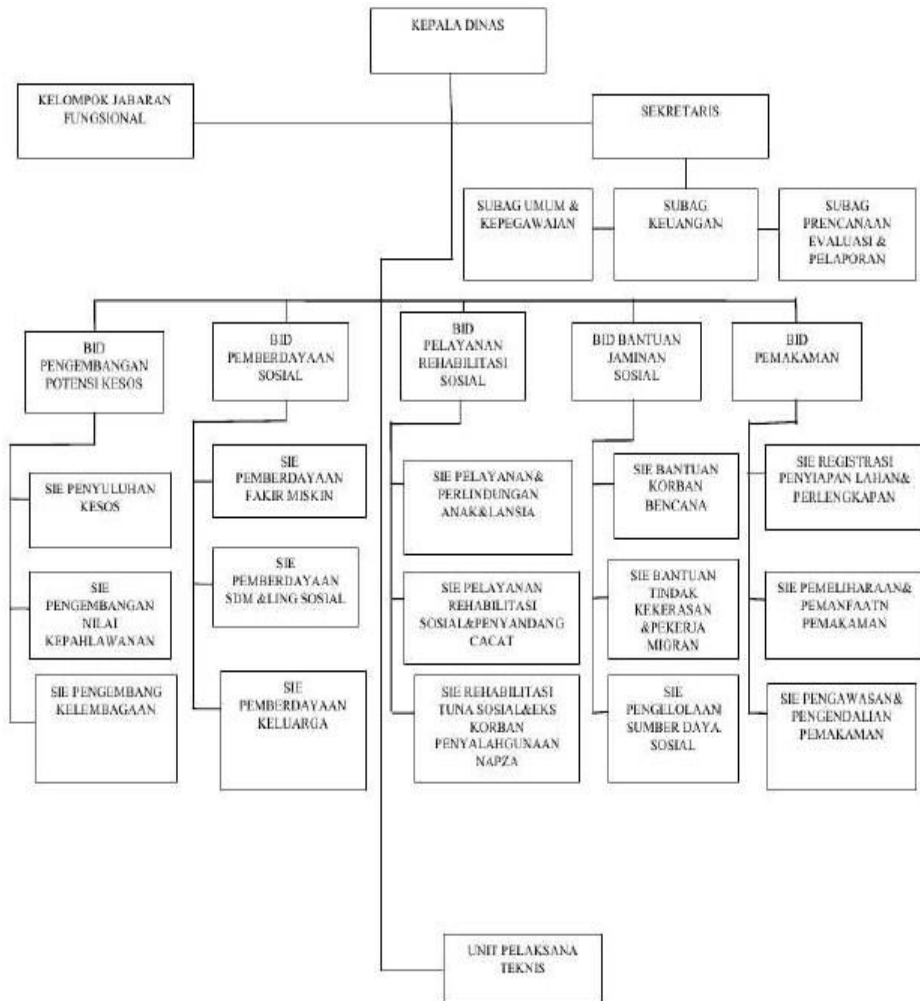 KEPALA DINAS
KELOMPOK JABARAN
FUNGSIONAL
SEKRETARIS
SUBAG UMUM &
KEPEGAWAIAN
SUBAG
KEUANGAN
SUBAG
PRENCANAAN
EVALUASI &
PELAPORAN
BID
PENGEMBANGAN
POTENSI KESOS
BID
PEMBERDAYAAN
SOSIAL
BID
PELAYANAN
REHABILITASI
SOSIAL
BID BANTUAN
JAMINAN
SOSIAL
BID
PEMAKAMAN
SIE PENYULUHAN
KESOS
SIE
PENGEMBANGAN
NILAI
KEPAHLAWANAN
SIE PENGEMBANG
KELEMBAGAAN
SIE
PEMBERDAYAAN
FAKIR MISKIN
SIE
PEMBERDAYAAN
SDM &LING SOSIAL
SIE
PEMBERDAYAAN
KELUARGA
SIE PELAYANAN&
PERLINDUNGAN
ANAK&LANSIA
SIE PELAYANAN
REHABILITASI
SOSIAL&PENYANDANG
CACAT
SIE REHABILITASI
TUNA SOSIAL&EKS
KORBAN
PENYALAHGUNAAN
NAPZA
SIE BANTUAN
KORBAN
BENCANA
SIE BANTUAN
TINDAK
KEKERASAN
&PEKERJA
MIGRAN
SIE
PENGELOLAAN
SUMBER DAYA.
SOSIAL
SIE REGISTRASI
PENYIAPAN LAHAN&
PERLENGKAPAN
SIE PEMELIHARAAN&
PEMANFAATN
PEMAKAMAN
SIE PENGAWASAN&
PENGENDALIAN
PEMAKAMAN
UNIT PELAKSANA
TEKNIS